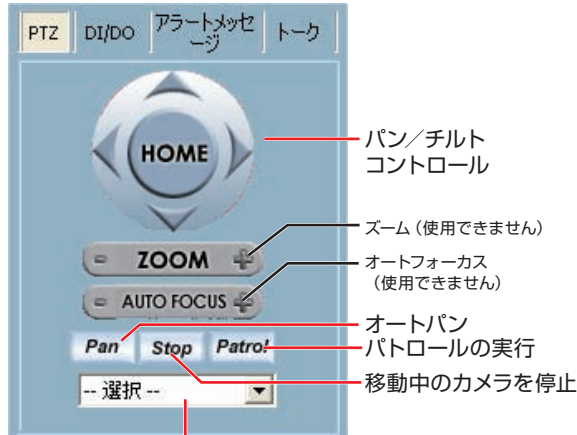 PTZ
DI/DO
アラートメッセ
ージ
トーク
HOME
パン／チルト
コントロール
ZOOM
ズーム（使用できません）
AUTO FOCUS
オートフォーカス
（使用できません）
Pan
Stop
Patrol
オートパン
パトロールの実行
移動中のカメラを停止
-- 選択 --